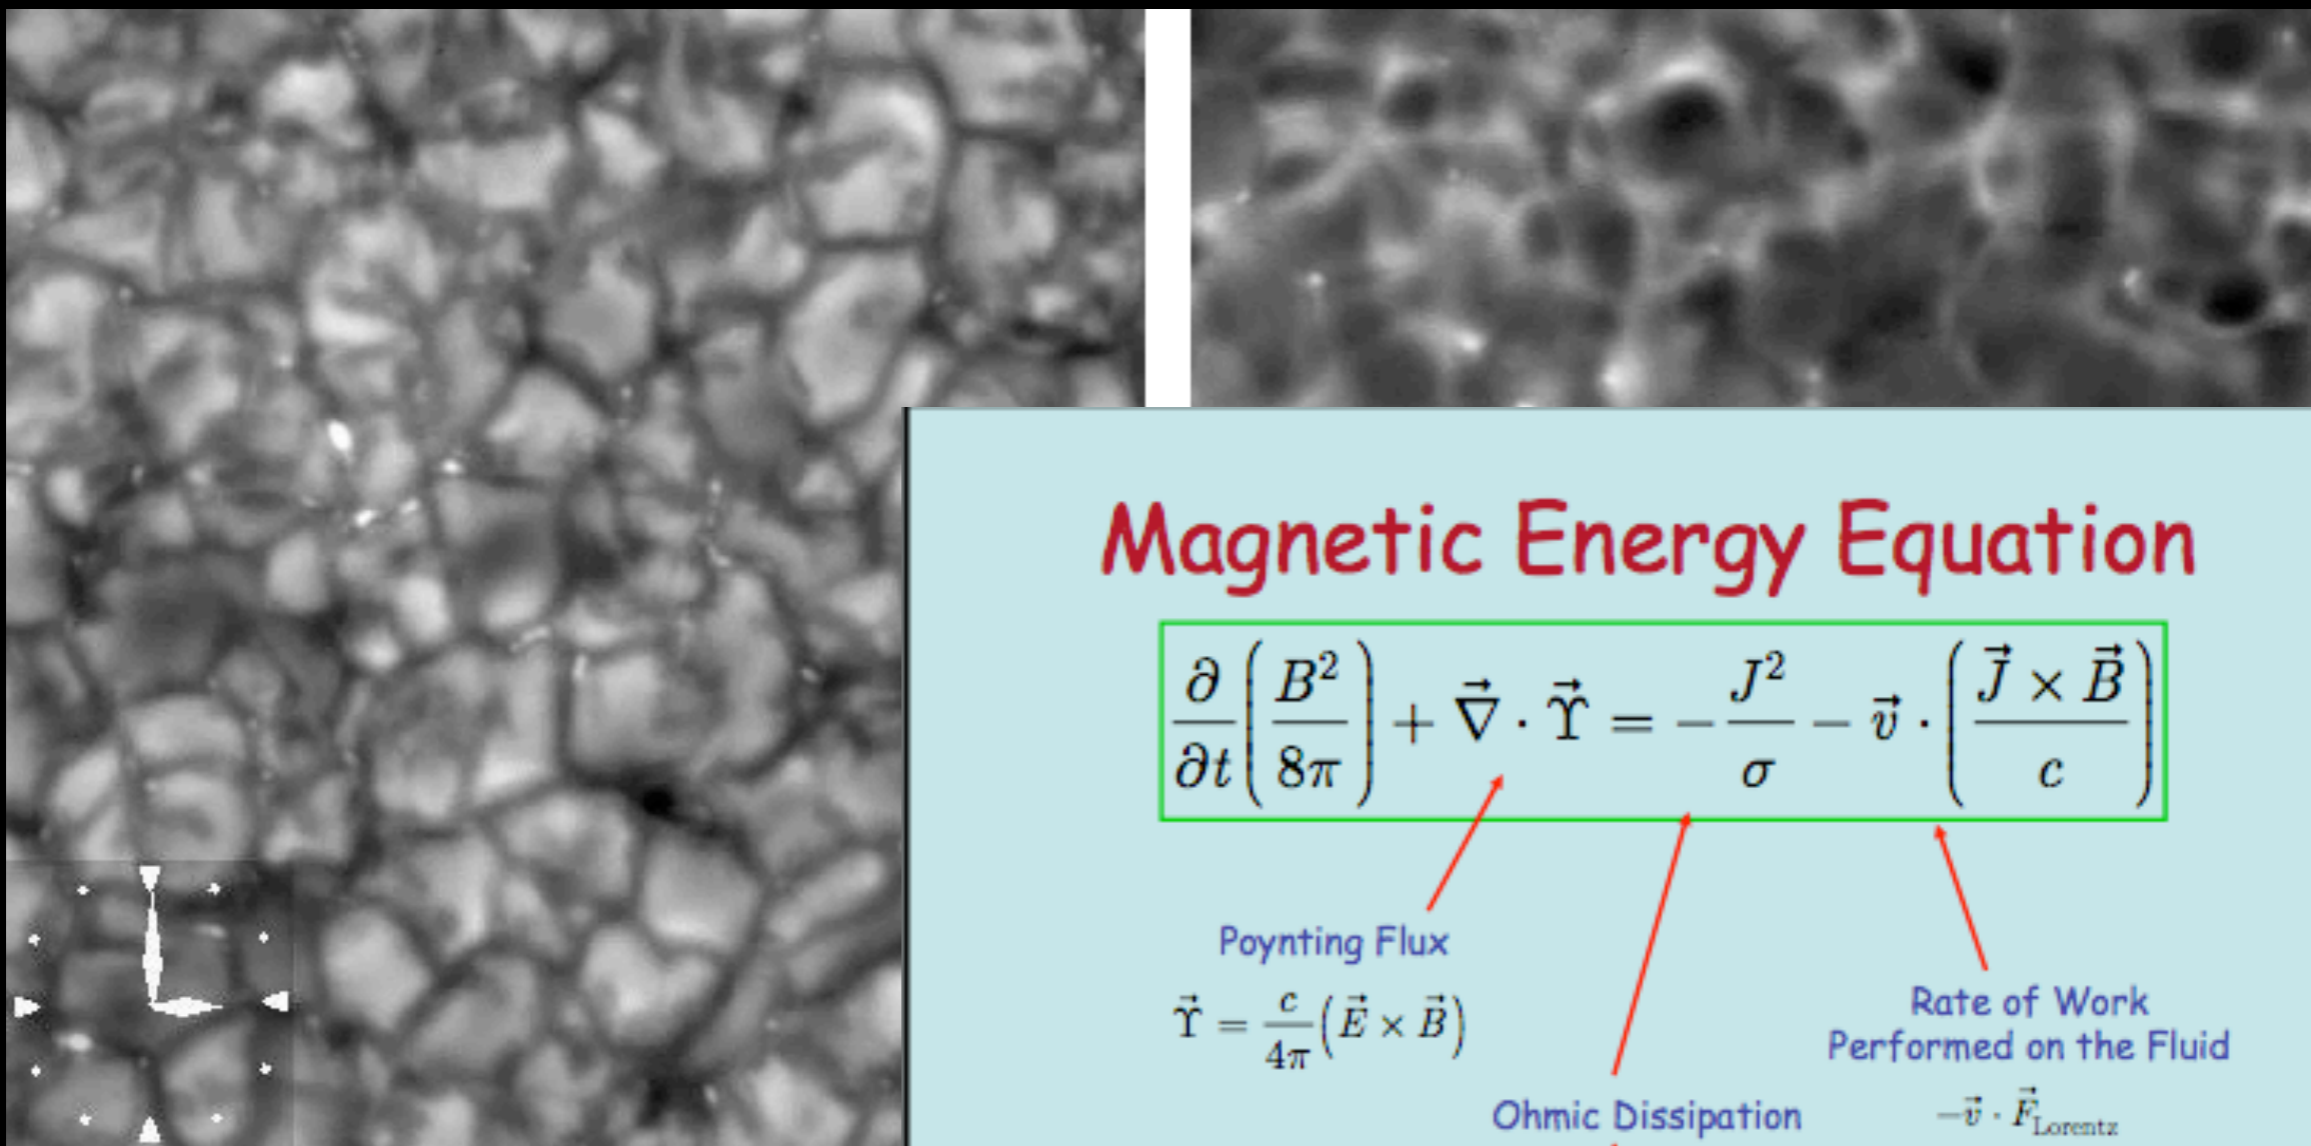 Magnetic Energy Equation
∂/∂t (B²/8π) + ∇⃗ · ϒ⃗ = − J²/σ − v⃗ · (J⃗ × B⃗ / c)
Poynting Flux
ϒ⃗ = c/4π (E⃗ × B⃗)
Ohmic Dissipation
Rate of Work
Performed on the Fluid
−v⃗ · F⃗_Lorentz